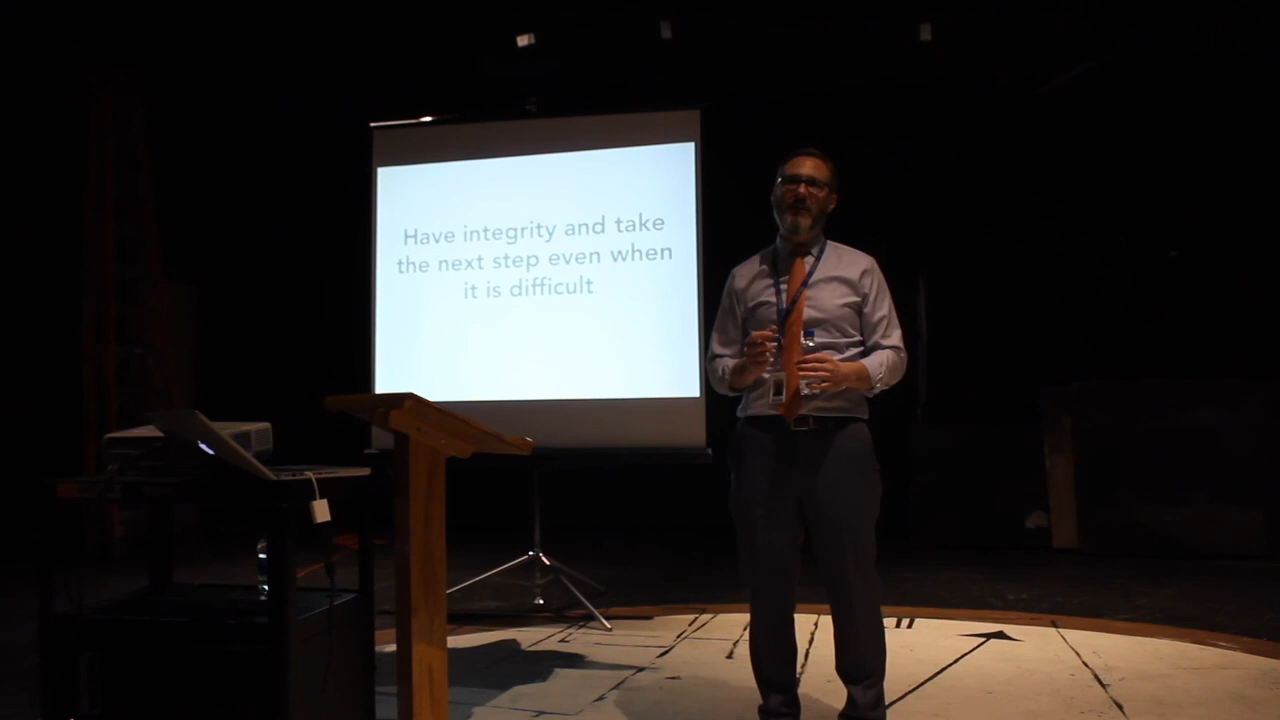 Have integrity and take
the next step even when
it is difficult